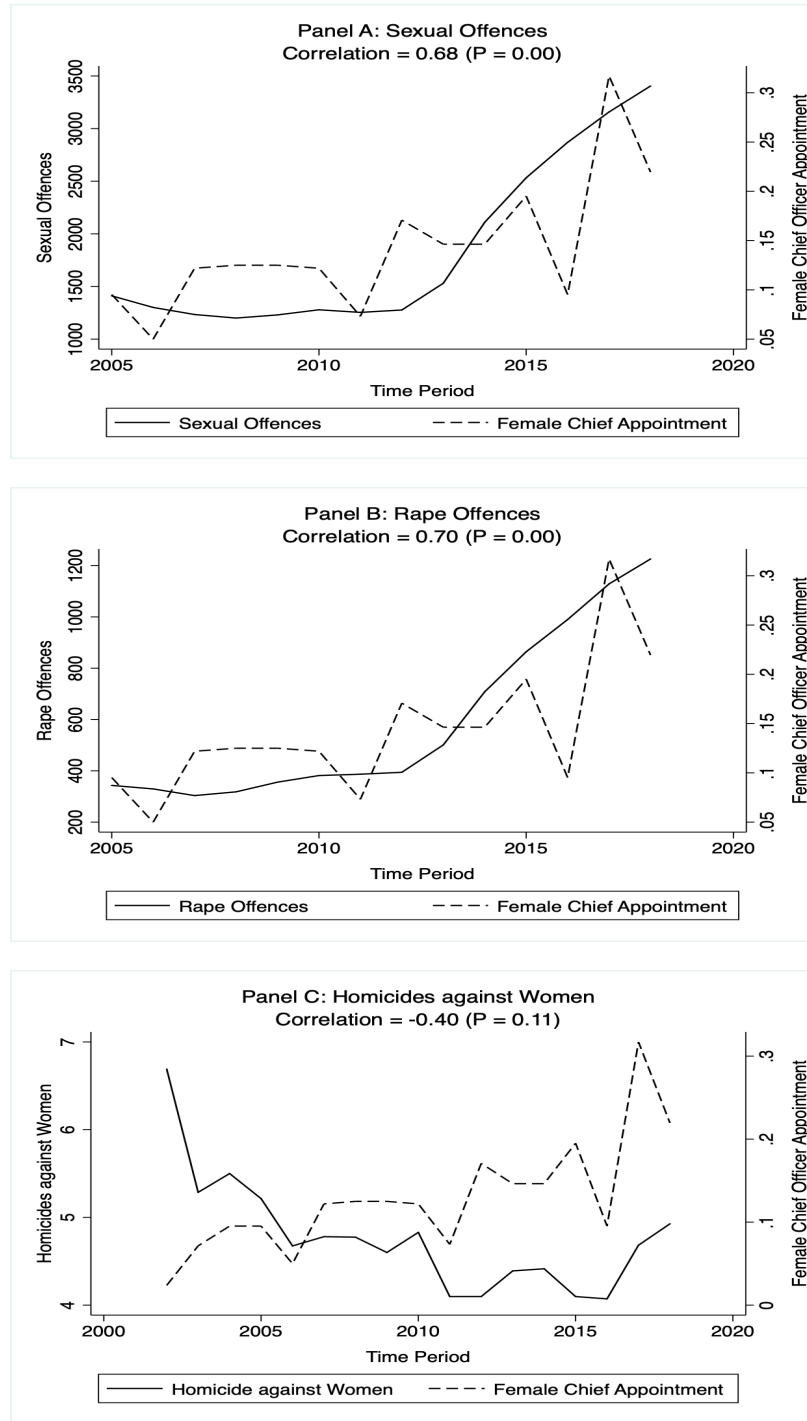 Panel A: Sexual Offences
Correlation = 0.68 (P = 0.00)
3500
3000
2500
2000
1500
1000
Sexual Offences
.3
.25
.2
.15
.1
.05
Female Chief Officer Appointment
2005
2010
2015
2020
Time Period
Sexual Offences
Female Chief Appointment
Panel B: Rape Offences
Correlation = 0.70 (P = 0.00)
1200
1000
800
600
400
200
Rape Offences
.3
.25
.2
.15
.1
.05
Female Chief Officer Appointment
2005
2010
2015
2020
Time Period
Rape Offences
Female Chief Appointment
Panel C: Homicides against Women
Correlation = -0.40 (P = 0.11)
7
6
5
4
Homicides against Women
.3
.2
.1
0
Female Chief Officer Appointment
2000
2005
2010
2015
2020
Time Period
Homicide against Women
Female Chief Appointment